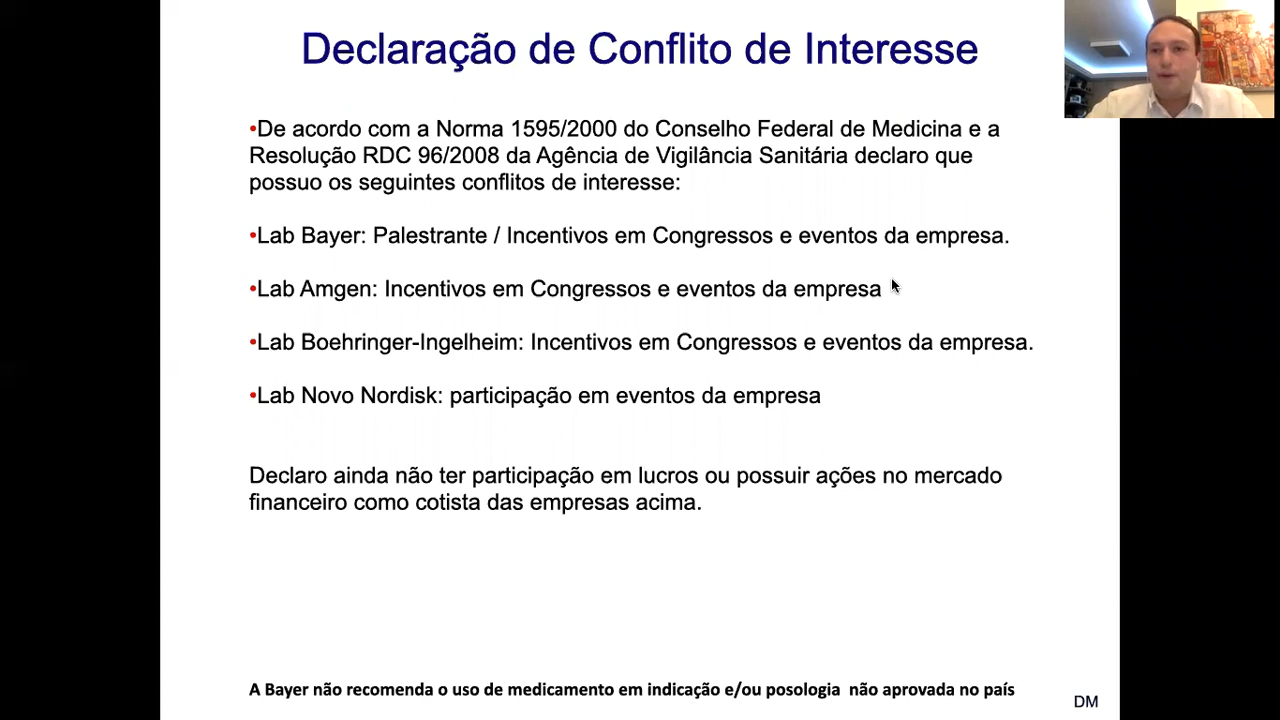 Declaração de Conflito de Interesse
•De acordo com a Norma 1595/2000 do Conselho Federal de Medicina e a
Resolução RDC 96/2008 da Agência de Vigilância Sanitária declaro que
possuo os seguintes conflitos de interesse:
•Lab Bayer: Palestrante / Incentivos em Congressos e eventos da empresa.
•Lab Amgen: Incentivos em Congressos e eventos da empresa
•Lab Boehringer-Ingelheim: Incentivos em Congressos e eventos da empresa.
•Lab Novo Nordisk: participação em eventos da empresa
Declaro ainda não ter participação em lucros ou possuir ações no mercado
financeiro como cotista das empresas acima.
A Bayer não recomenda o uso de medicamento em indicação e/ou posologia  não aprovada no país
DM